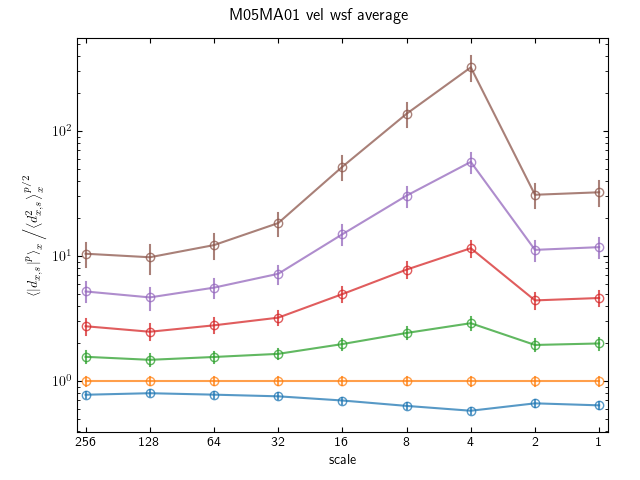 M05MA01 vel wsf average
⟨|d_{x,s}|^p⟩_x / ⟨d²_{x,s}⟩_x^{p/2}
10²
10¹
10⁰
256 128 64 32 16 8 4 2 1
scale